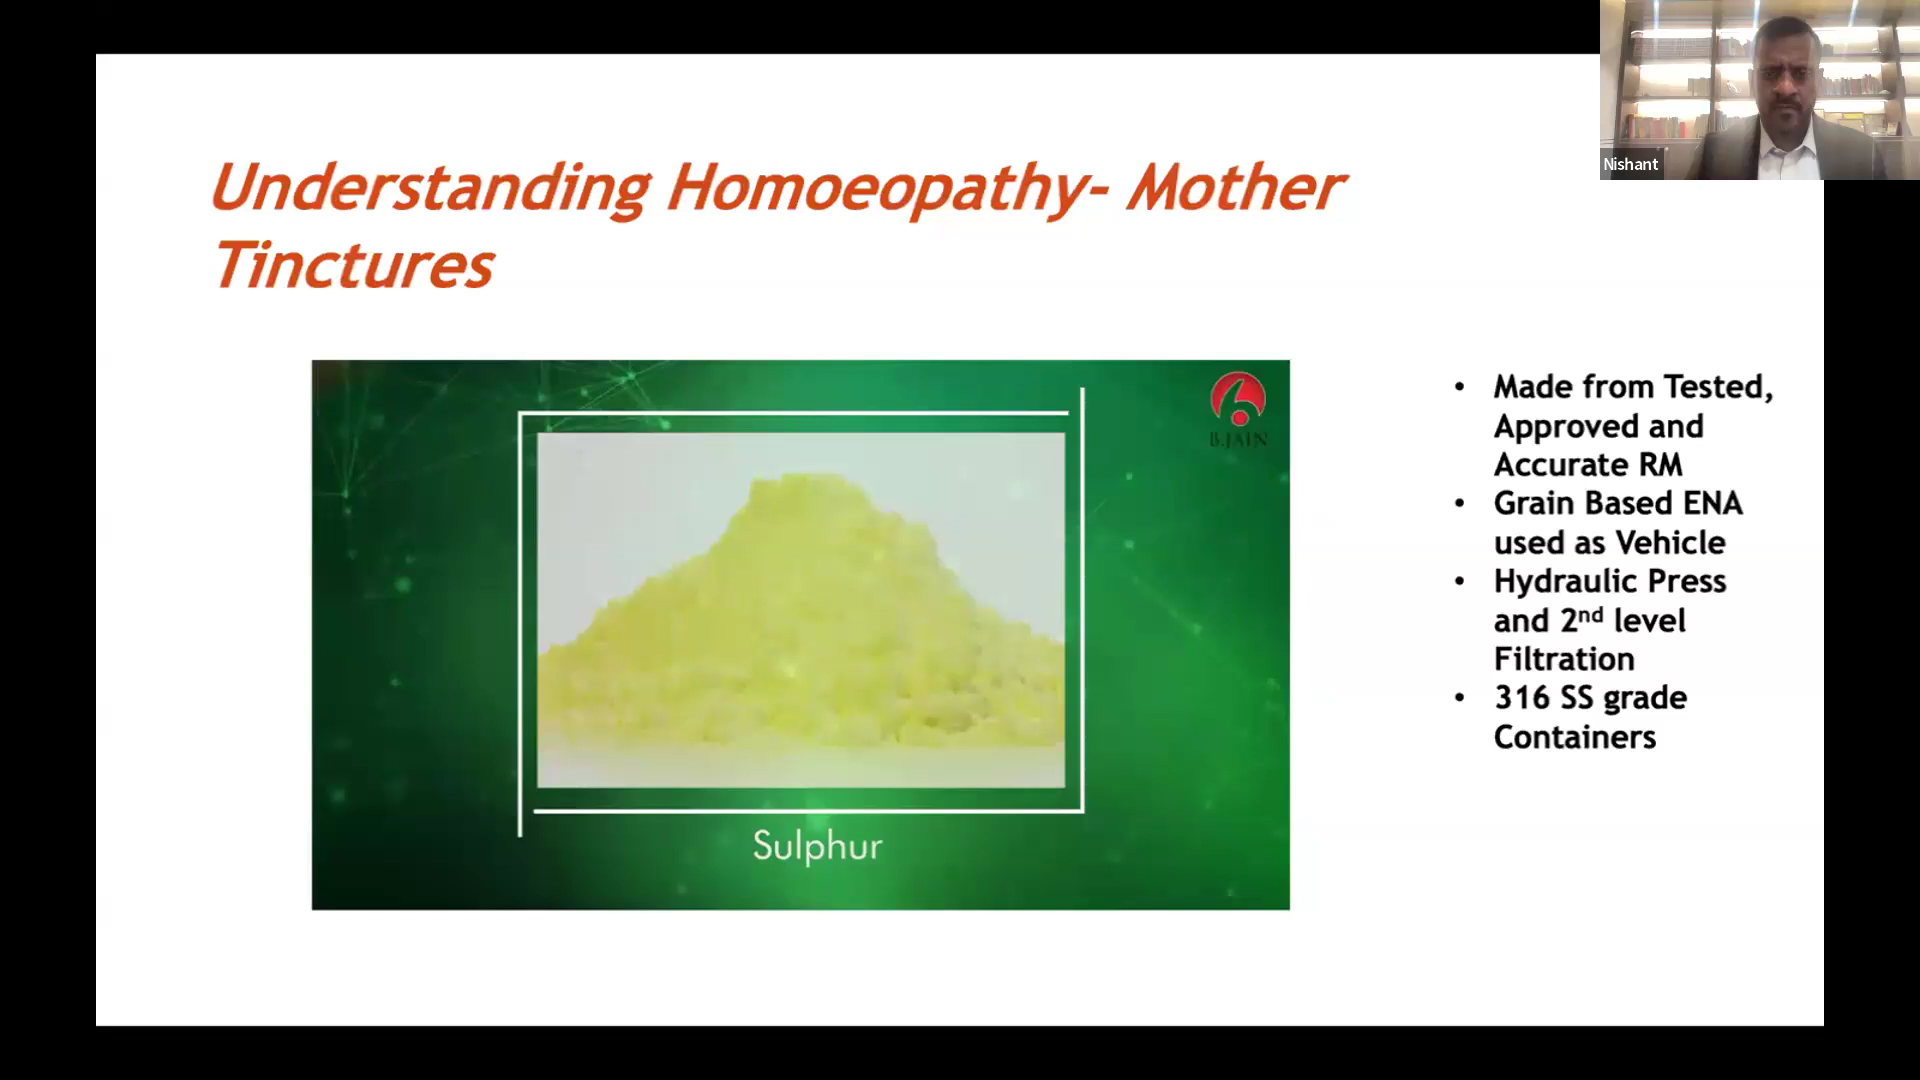 Nishant
Understanding Homoeopathy- Mother
Tinctures
B.JAIN
Sulphur
• Made from Tested,
Approved and
Accurate RM
• Grain Based ENA
used as Vehicle
• Hydraulic Press
and 2nd level
Filtration
• 316 SS grade
Containers